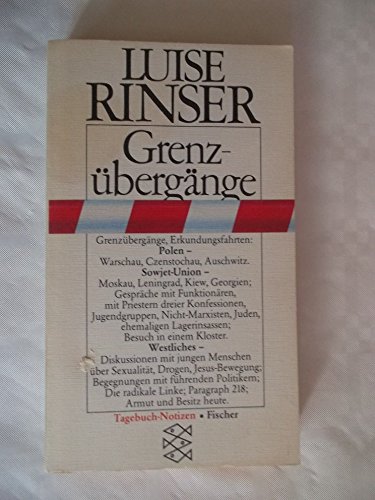 LUISE
RINSER
Grenz-
übergänge
Grenzübergänge, Erkundungsfahrten:
Polen –
Warschau, Czenstochau, Auschwitz.
Sowjet-Union –
Moskau, Leningrad, Kiew, Georgien;
Gespräche mit Funktionären,
mit Priestern dreier Konfessionen,
Jugendgruppen, Nicht-Marxisten, Juden,
ehemaligen Lagerinsassen;
Besuch in einem Kloster.
Westliches –
Diskussionen mit jungen Menschen
über Sexualität, Drogen, Jesus-Bewegung;
Begegnungen mit führenden Politikern;
Die radikale Linke; Paragraph 218;
Armut und Besitz heute.
Tagebuch-Notizen • Fischer